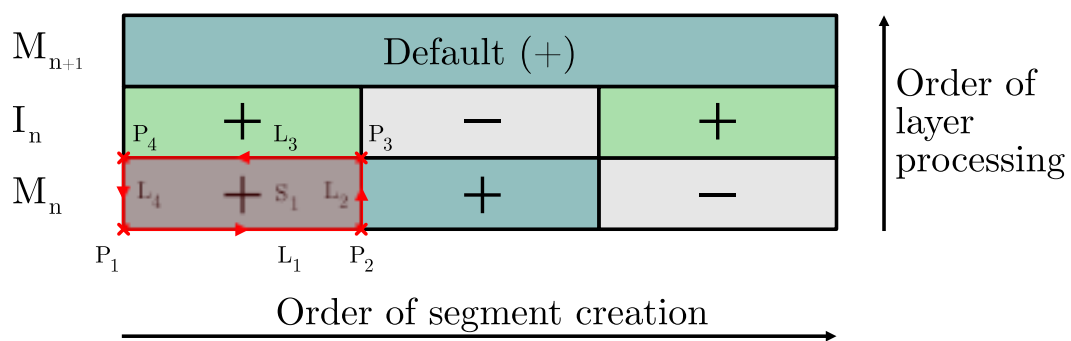 M_{n+1}
Default (+)
I_n
+ − +
P_4 L_3 P_3
M_n
L_4 + S_1 L_2 + −
P_1 L_1 P_2
Order of
layer
processing
Order of segment creation